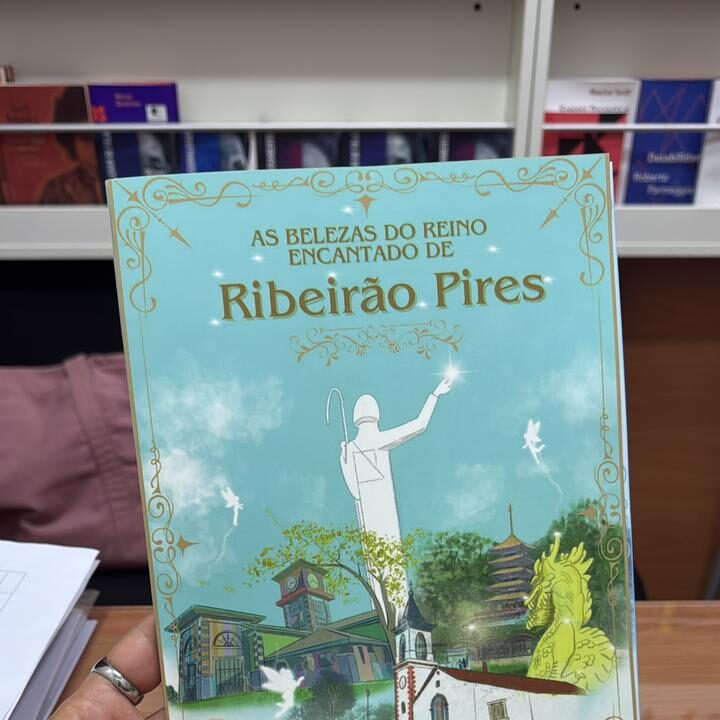 AS BELEZAS DO REINO
ENCANTADO DE
Ribeirão Pires